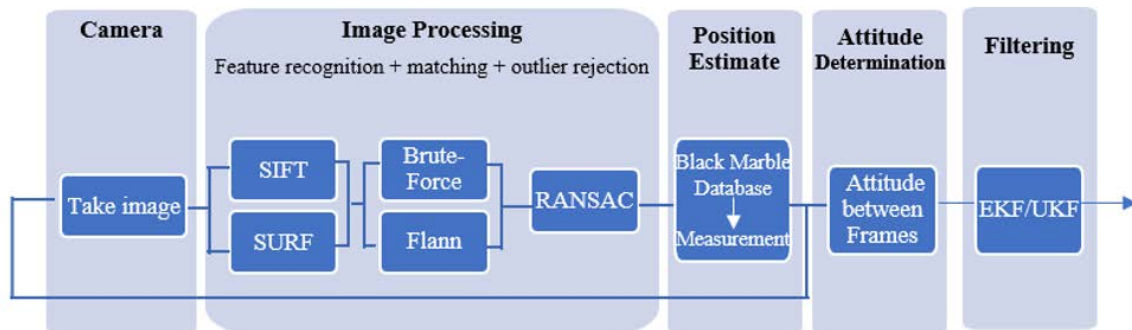 Camera
Image Processing
Feature recognition + matching + outlier rejection
Position
Estimate
Attitude
Determination
Filtering
Take image
SIFT
SURF
Brute-
Force
Flann
RANSAC
Black Marble
Database
Measurement
Attitude
between
Frames
EKF/UKF